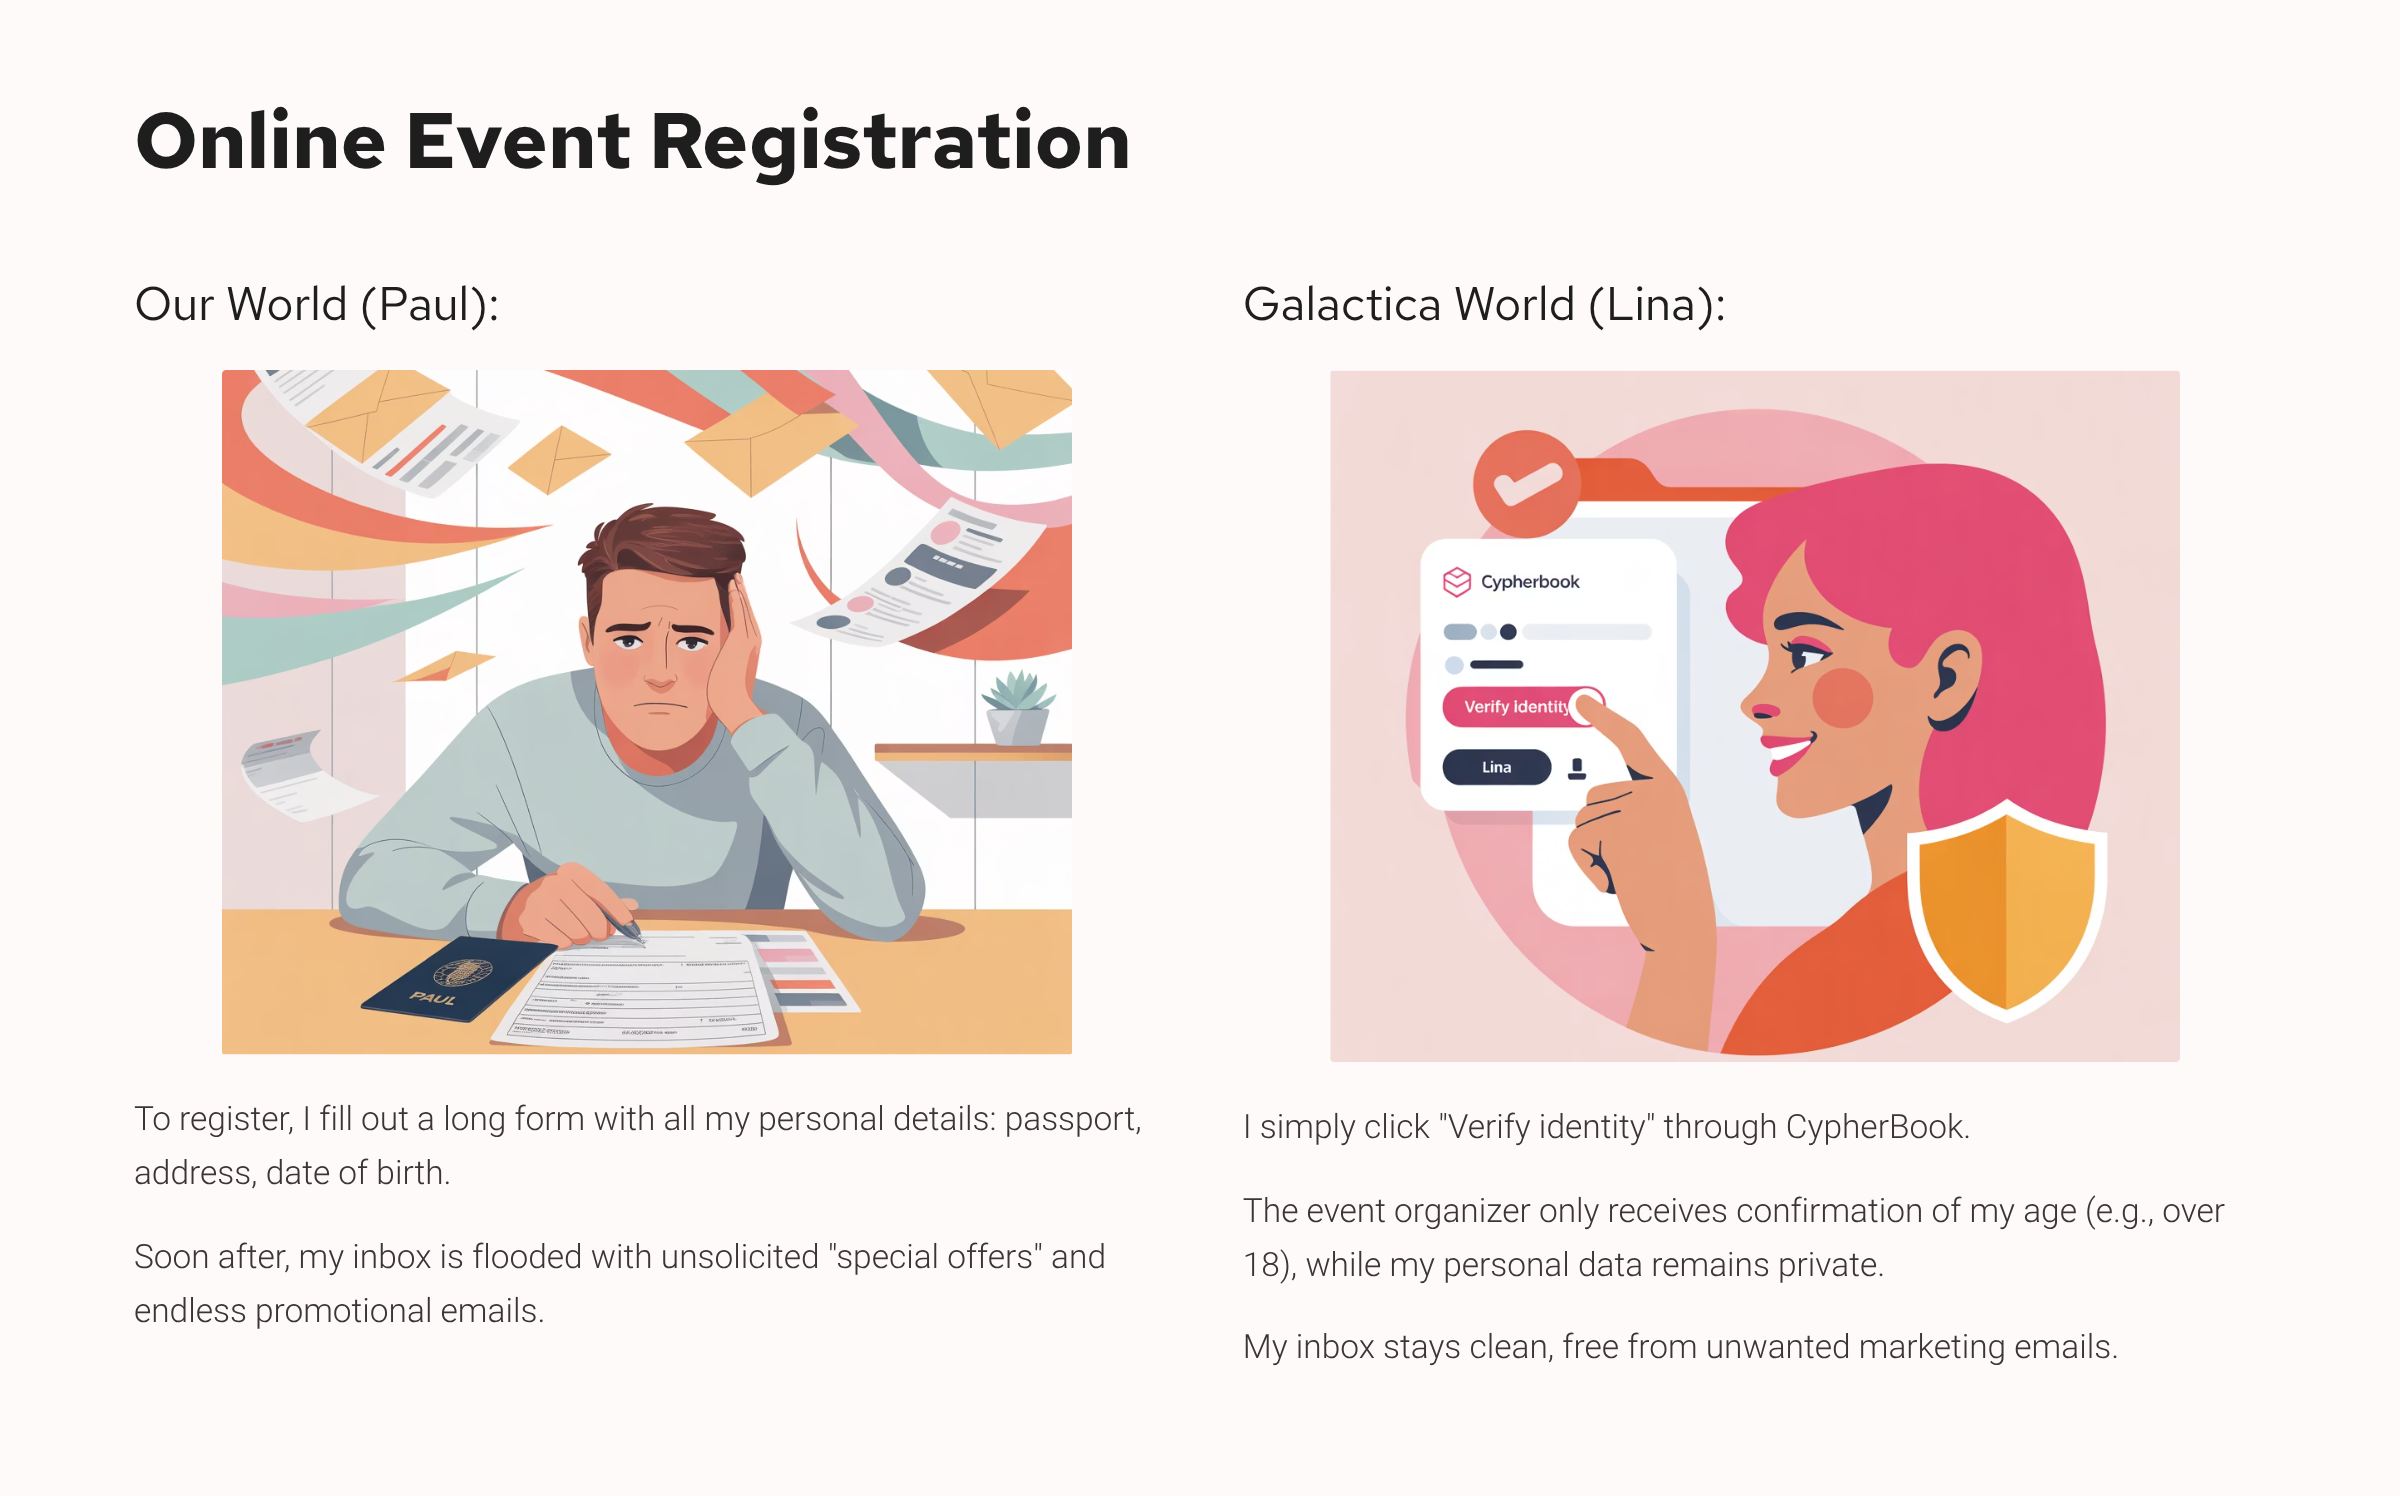 Online Event Registration
Our World (Paul):
PAUL
To register, I fill out a long form with all my personal details: passport,
address, date of birth.
Soon after, my inbox is flooded with unsolicited "special offers" and
endless promotional emails.
Galactica World (Lina):
Cypherbook
Verify identity
Lina
I simply click "Verify identity" through CypherBook.
The event organizer only receives confirmation of my age (e.g., over
18), while my personal data remains private.
My inbox stays clean, free from unwanted marketing emails.